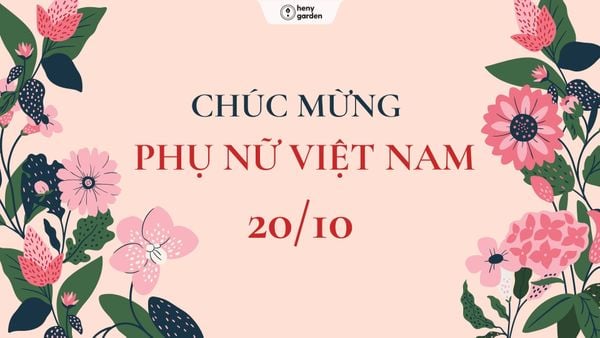 heny
garden
CHÚC MỪNG
PHỤ NỮ VIỆT NAM
20/10